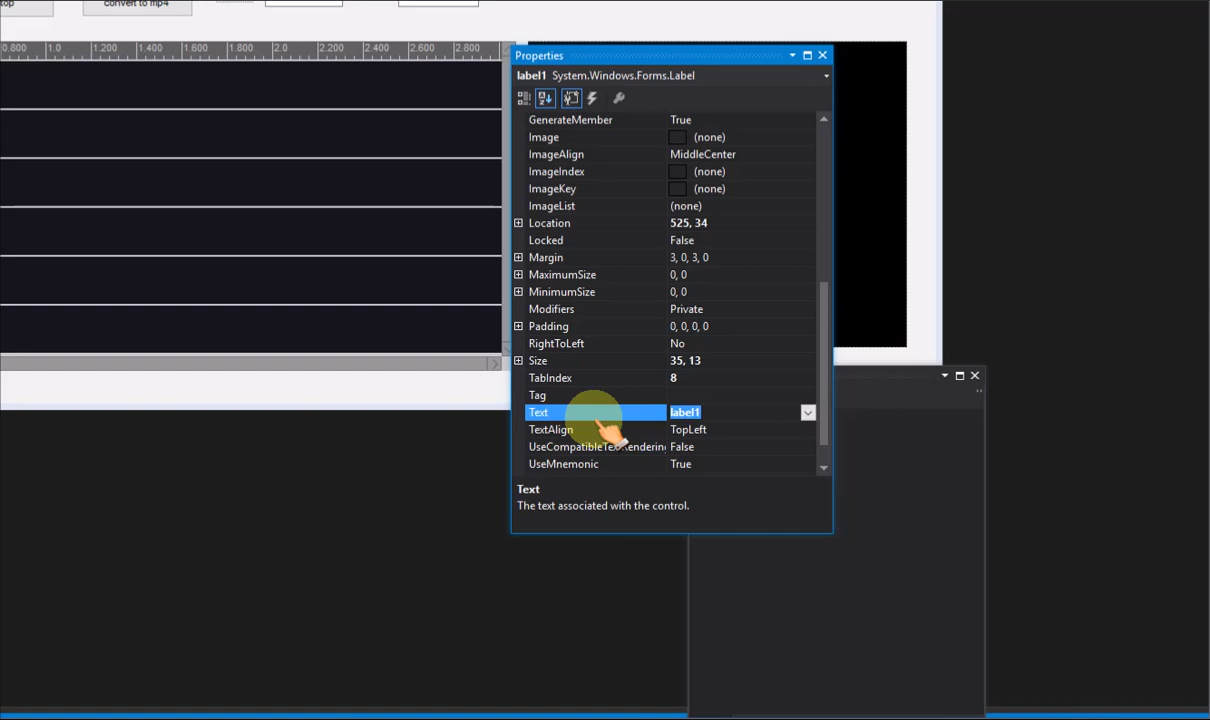 top
convert to mp4
0.800 1.0 1.200 1.400 1.600 1.800 2.0 2.200 2.400 2.600 2.800
Properties
label1 System.Windows.Forms.Label
GenerateMember True
Image (none)
ImageAlign MiddleCenter
ImageIndex (none)
ImageKey (none)
ImageList (none)
Location 525, 34
Locked False
Margin 3, 0, 3, 0
MaximumSize 0, 0
MinimumSize 0, 0
Modifiers Private
Padding 0, 0, 0, 0
RightToLeft No
Size 35, 13
TabIndex 8
Tag
Text label1
TextAlign TopLeft
UseCompatibleTextRendering False
UseMnemonic True
Text
The text associated with the control.